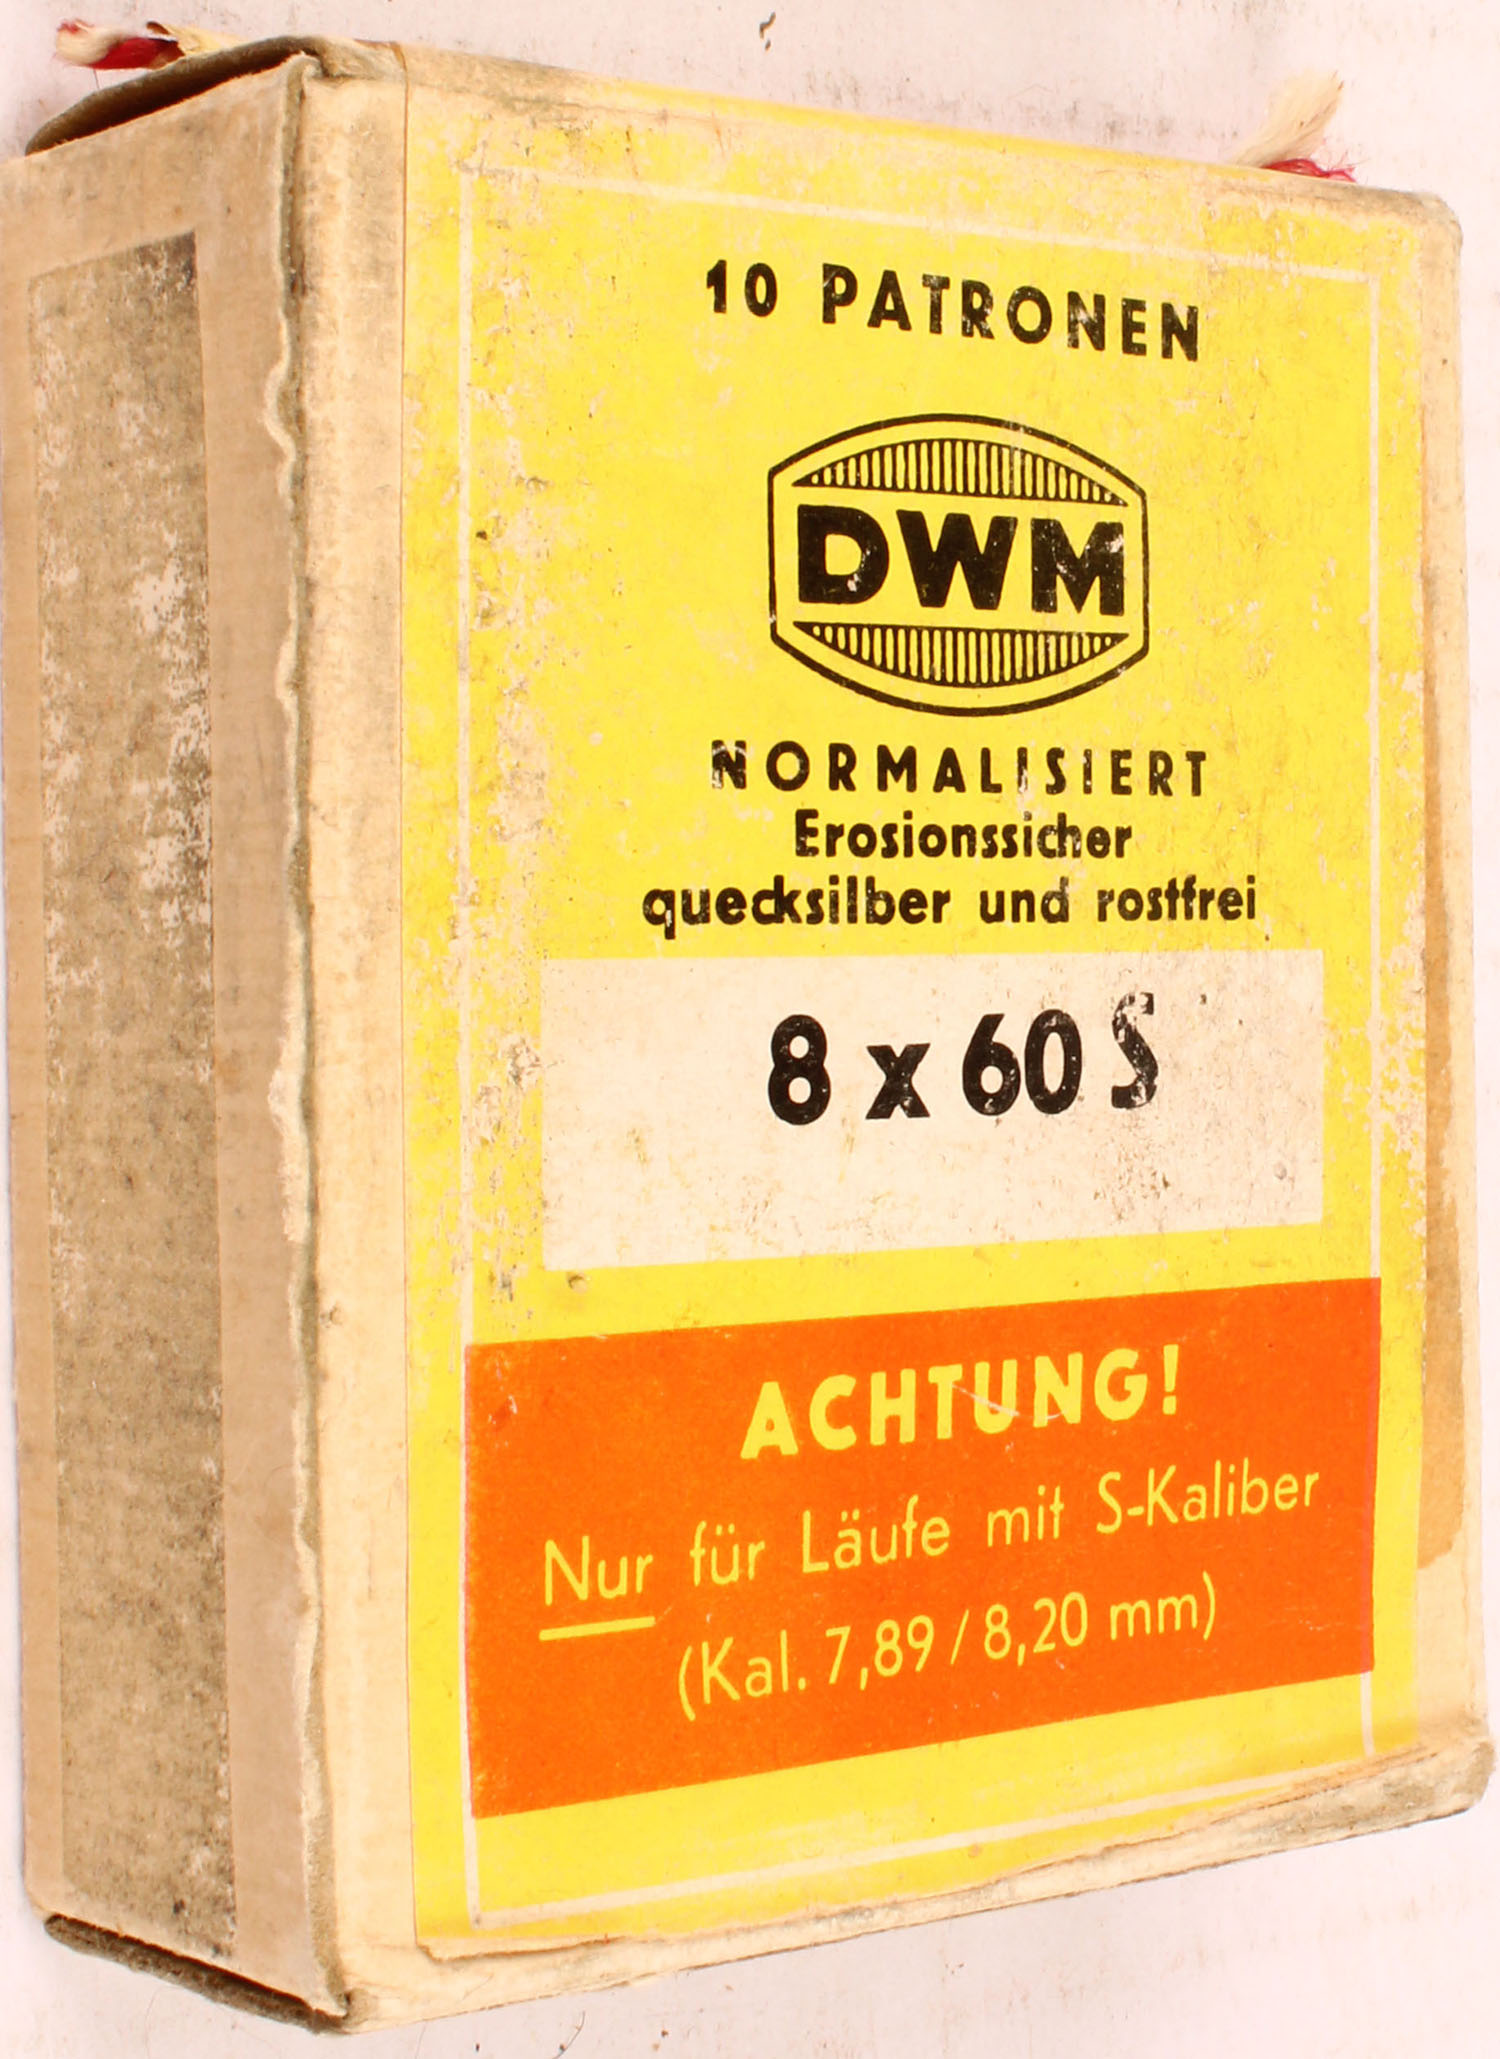 10 PATRONEN
DWM
NORMALISIERT
Erosionssicher
quecksilber und rostfrei
8 x 60 S
ACHTUNG!
Nur für Läufe mit S-Kaliber
(Kal. 7,89 / 8,20 mm)